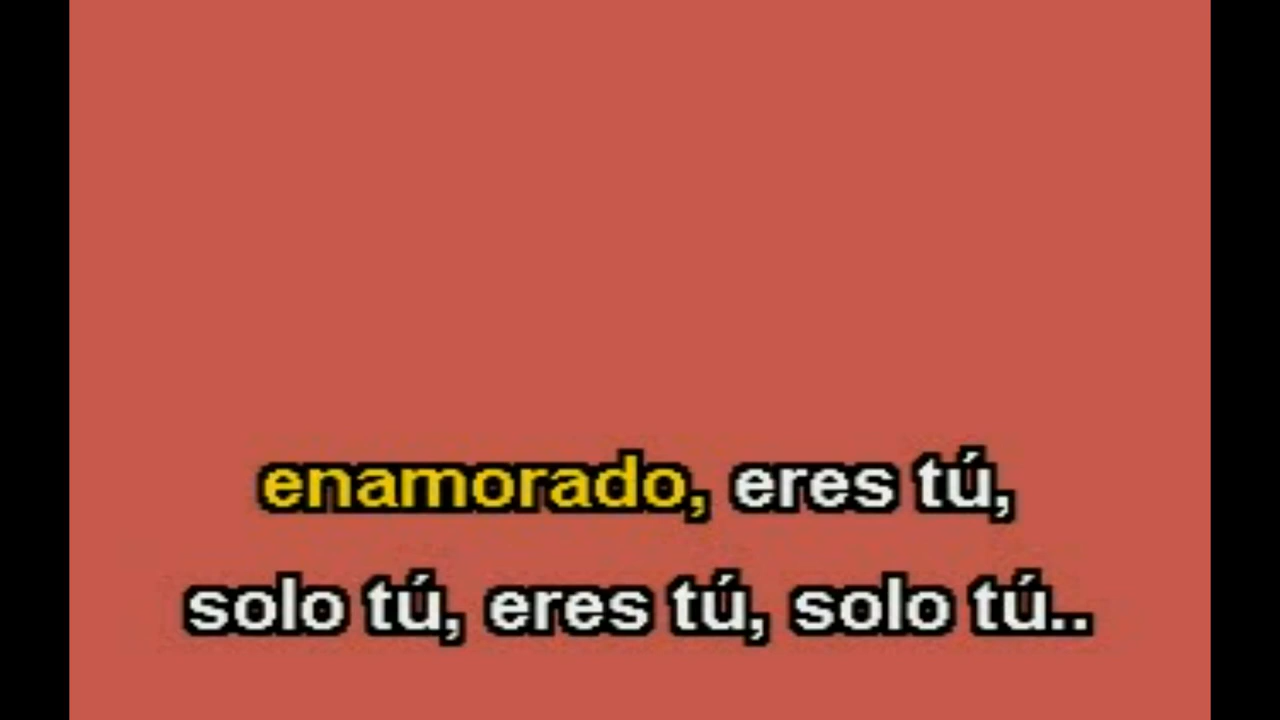 enamorado, eres tú,
solo tú, eres tú, solo tú..